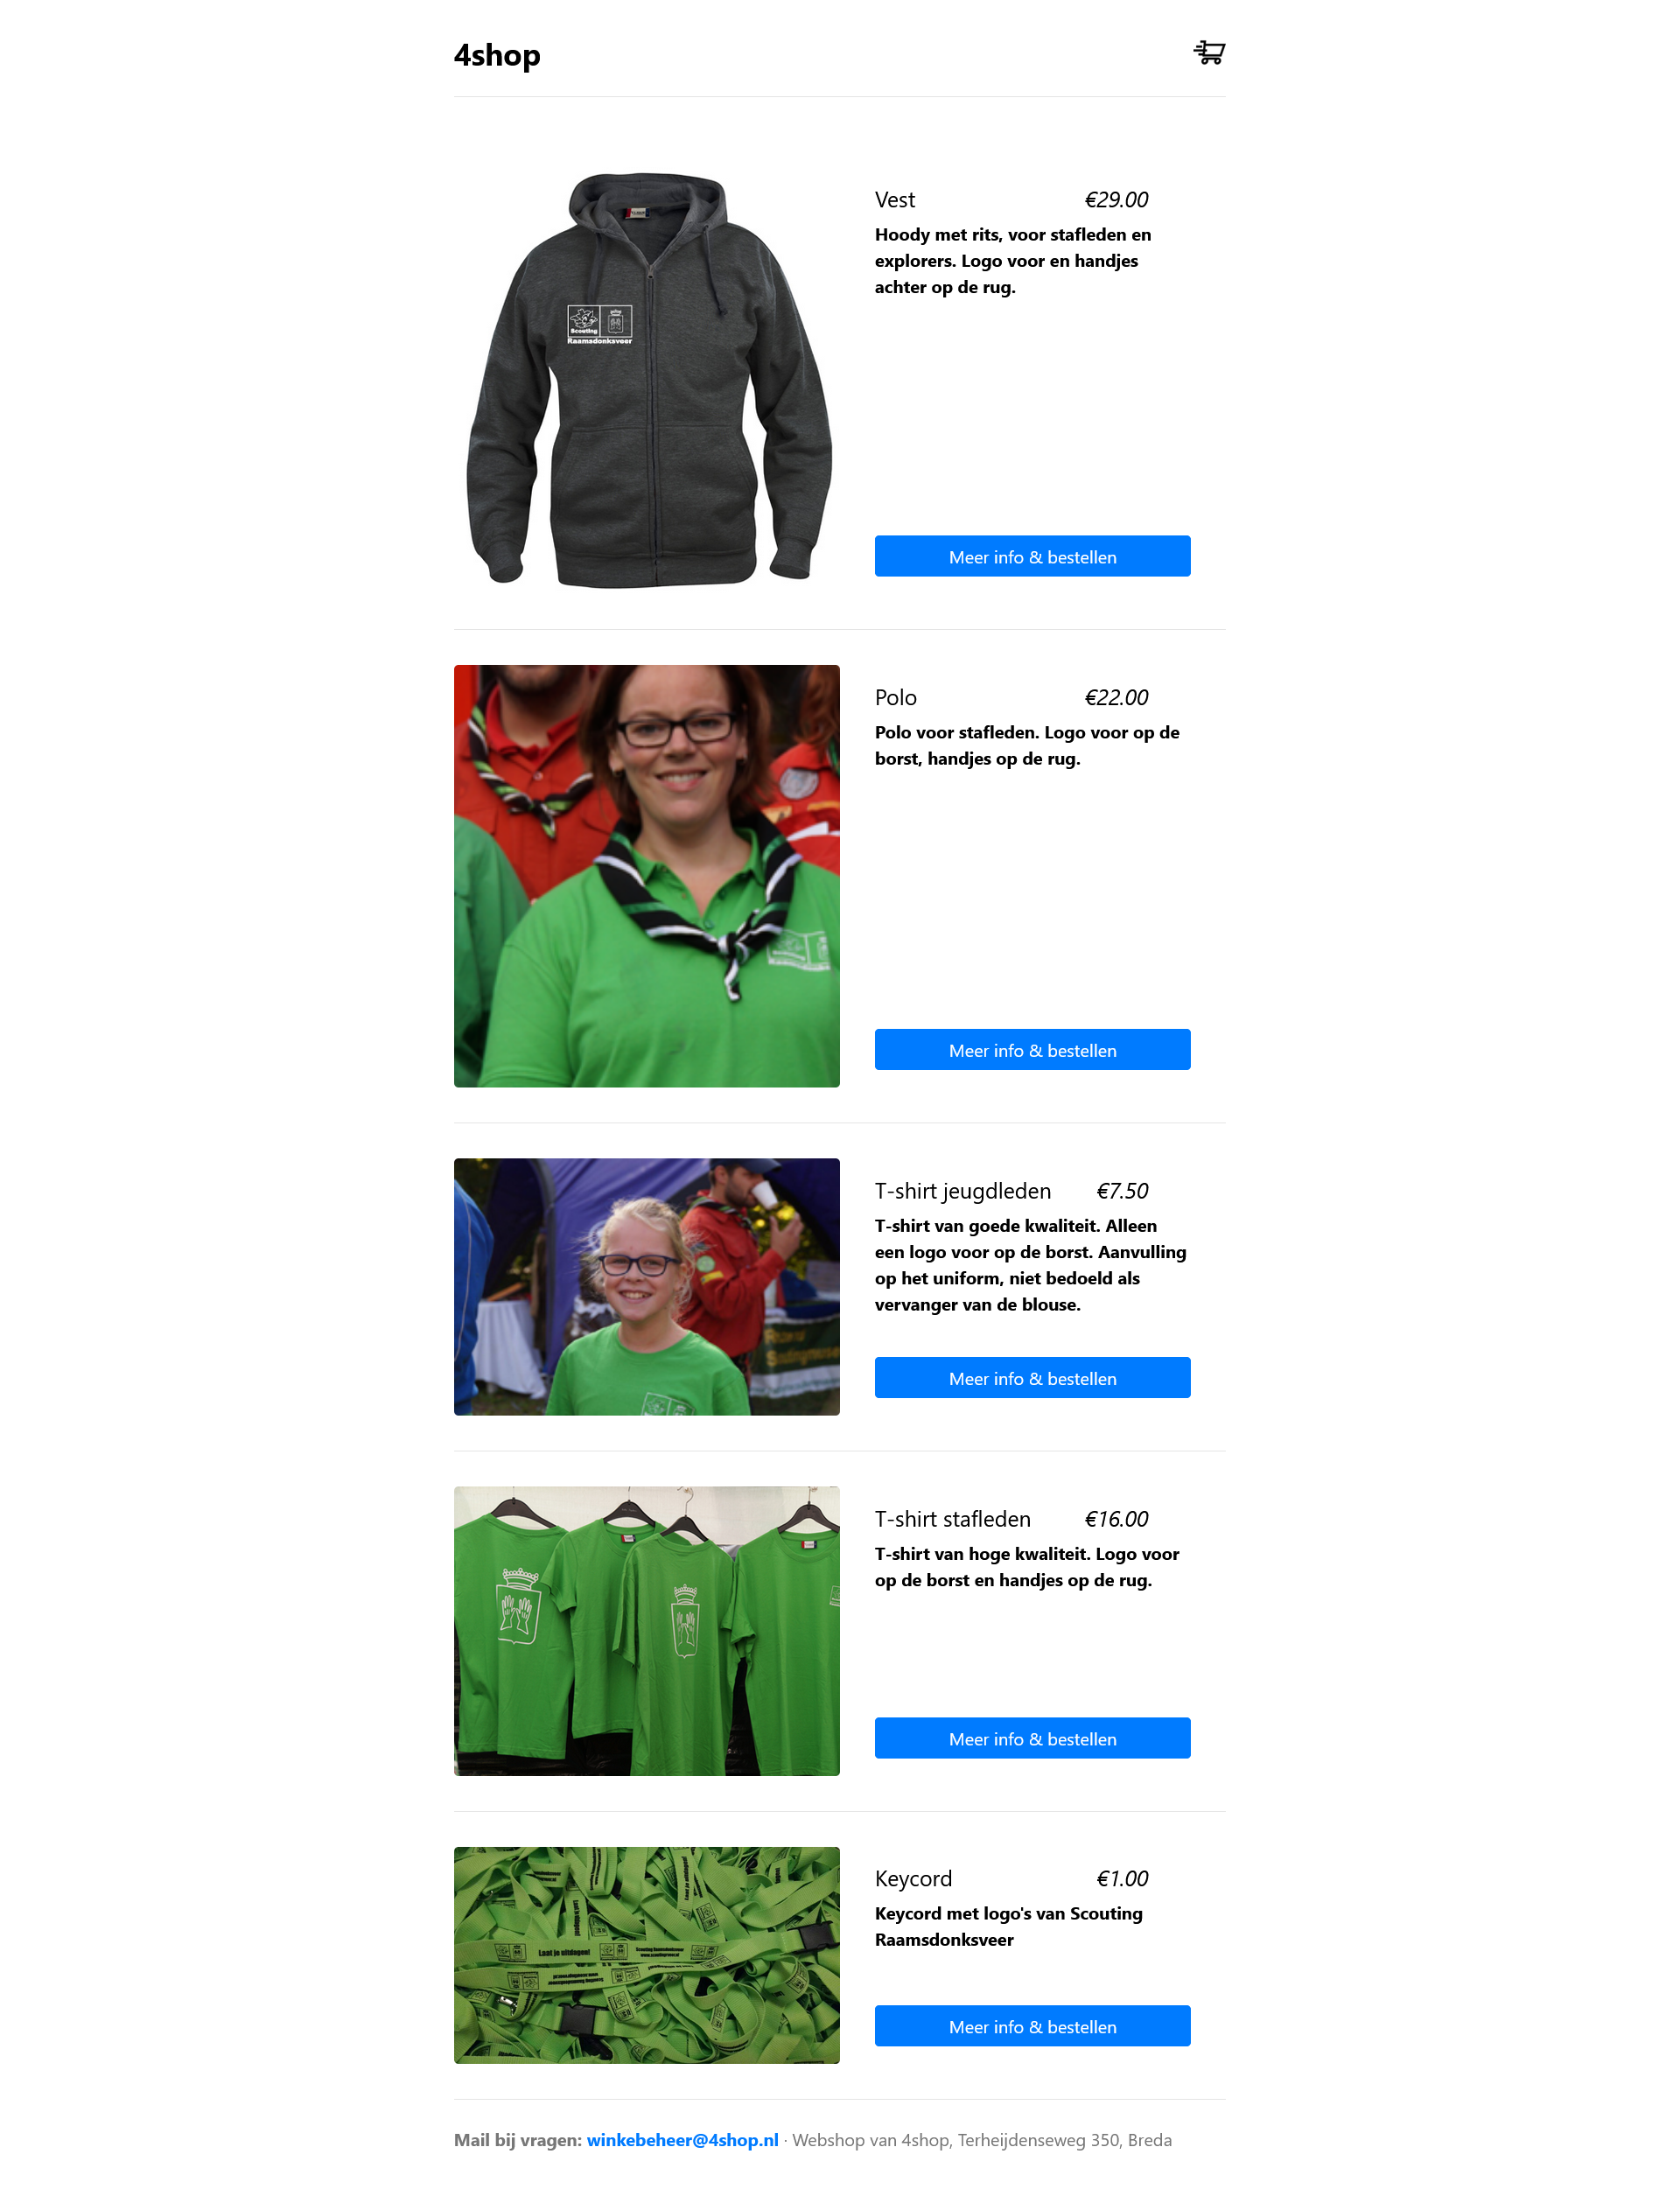 4shop
Vest €29.00
Hoody met rits, voor stafleden en
explorers. Logo voor en handjes
achter op de rug.
Scouting
Raamsdonksveer
Meer info & bestellen
Polo €22.00
Polo voor stafleden. Logo voor op de
borst, handjes op de rug.
Meer info & bestellen
T-shirt jeugdleden €7.50
T-shirt van goede kwaliteit. Alleen
een logo voor op de borst. Aanvulling
op het uniform, niet bedoeld als
vervanger van de blouse.
Meer info & bestellen
T-shirt stafleden €16.00
T-shirt van hoge kwaliteit. Logo voor
op de borst en handjes op de rug.
Meer info & bestellen
Keycord €1.00
Keycord met logo's van Scouting
Raamsdonksveer
Laat je uitdagen!
Scouting Raamsdonksveer
Meer info & bestellen
Mail bij vragen: winkebeheer@4shop.nl · Webshop van 4shop, Terheijdenseweg 350, Breda